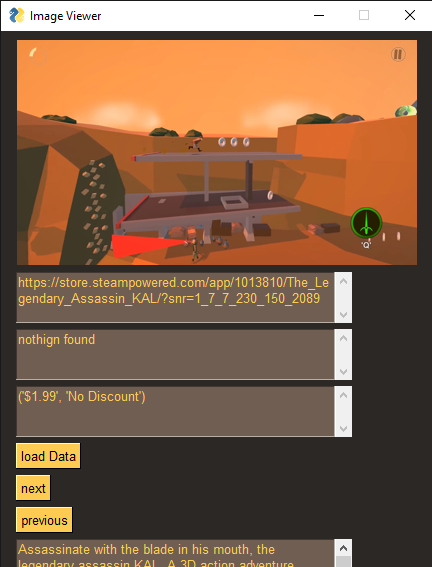 Image Viewer
'Q'
https://store.steampowered.com/app/1013810/The_Le
gendary_Assassin_KAL/?snr=1_7_7_230_150_2089
nothign found
('$1.99', 'No Discount')
load Data
next
previous
Assassinate with the blade in his mouth, the
legendary assassin KAL. A 3D action adventure